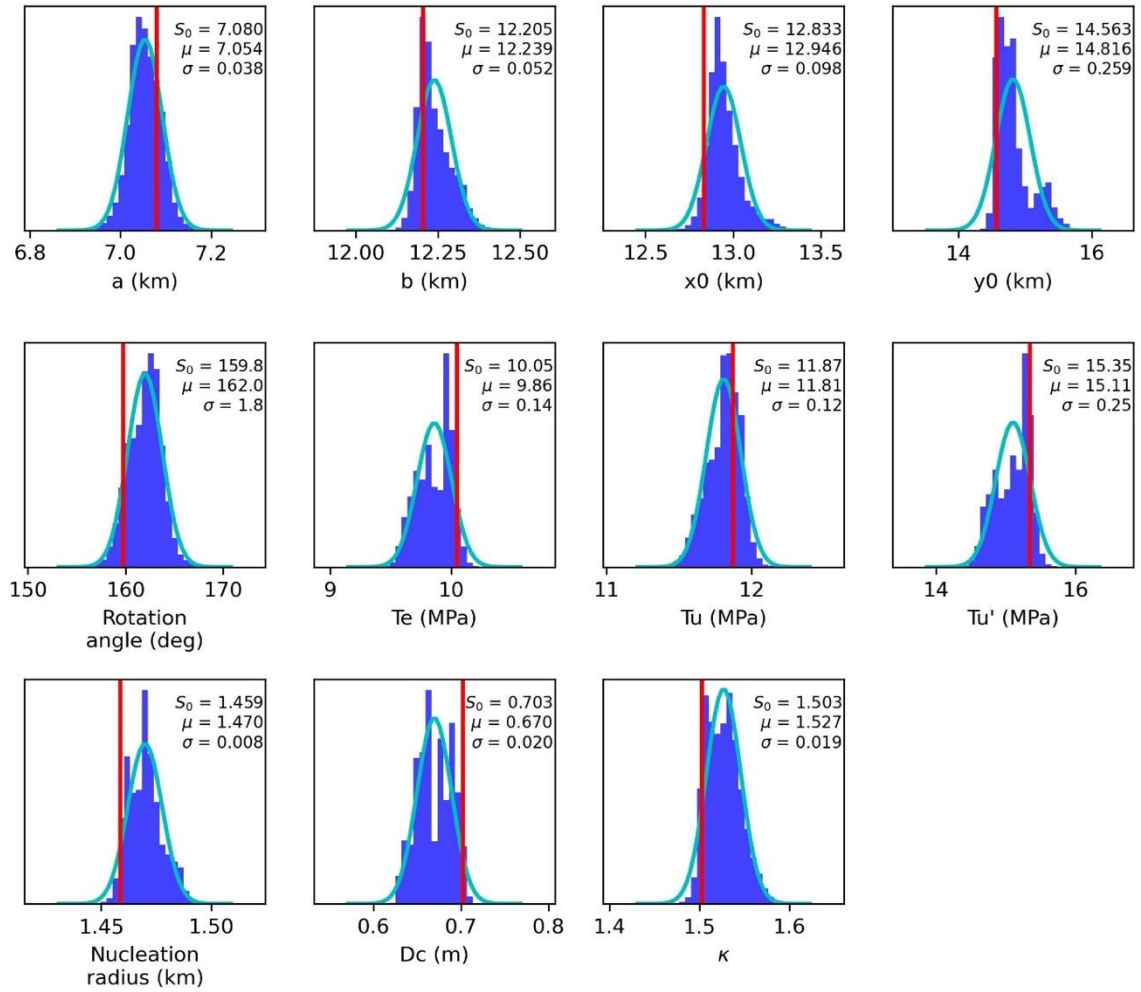 S₀ = 7.080
μ = 7.054
σ = 0.038
6.8 7.0 7.2
a (km)
S₀ = 12.205
μ = 12.239
σ = 0.052
12.00 12.25 12.50
b (km)
S₀ = 12.833
μ = 12.946
σ = 0.098
12.5 13.0 13.5
x0 (km)
S₀ = 14.563
μ = 14.816
σ = 0.259
14 16
y0 (km)
S₀ = 159.8
μ = 162.0
σ = 1.8
150 160 170
Rotation
angle (deg)
S₀ = 10.05
μ = 9.86
σ = 0.14
9 10
Te (MPa)
S₀ = 11.87
μ = 11.81
σ = 0.12
11 12
Tu (MPa)
S₀ = 15.35
μ = 15.11
σ = 0.25
14 16
Tu' (MPa)
S₀ = 1.459
μ = 1.470
σ = 0.008
1.45 1.50
Nucleation
radius (km)
S₀ = 0.703
μ = 0.670
σ = 0.020
0.6 0.7 0.8
Dc (m)
S₀ = 1.503
μ = 1.527
σ = 0.019
1.4 1.5 1.6
κ